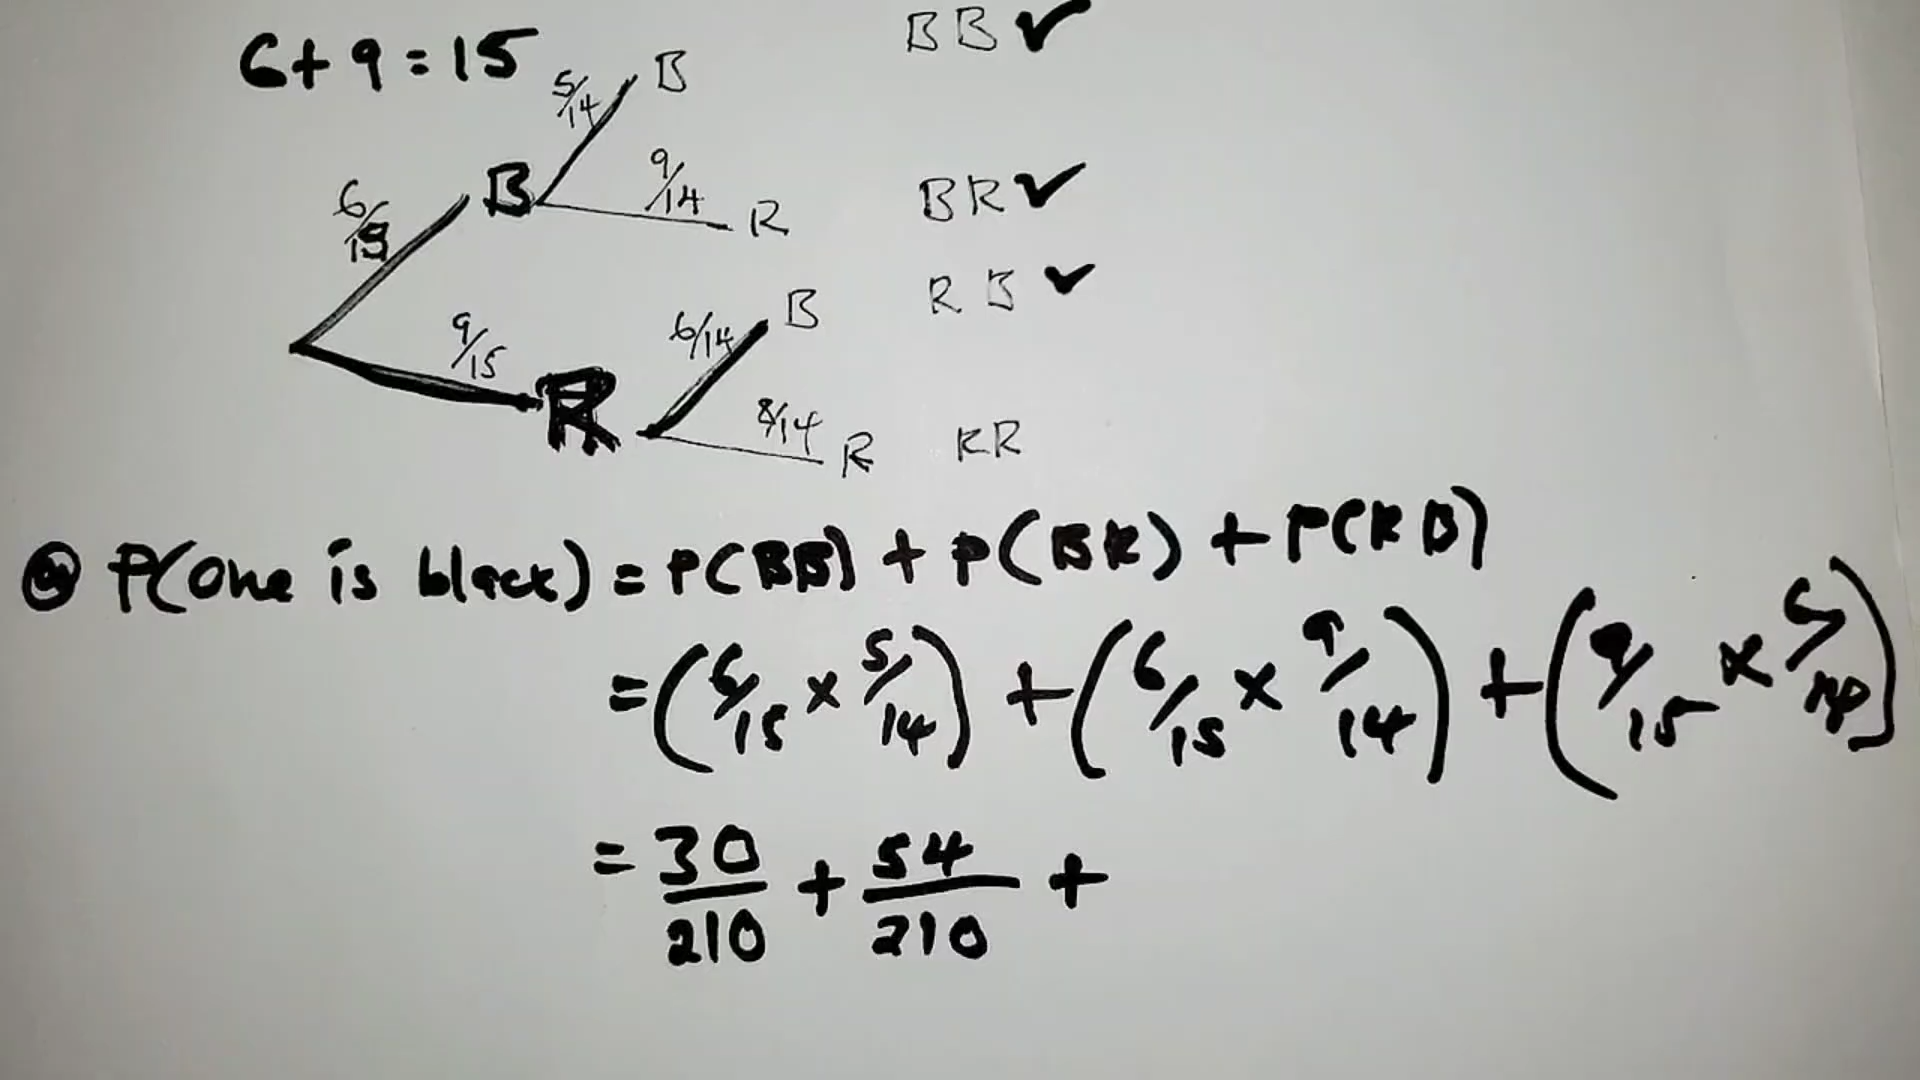 6+9=15
5/14 B BB✓
6/15 B 9/14 R BR✓
9/15 R 6/14 B RB✓
8/14 R RR
P(one is black) = P(BB) + P(BR) + P(RB)
= (6/15 x 5/14) + (6/15 x 9/14) + (9/15 x 6/14)
= 30/210 + 54/210 +